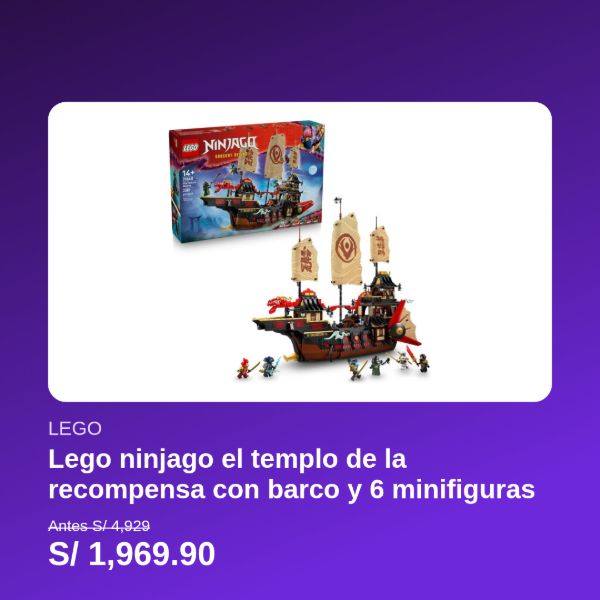 LEGO
NINJAGO
14+
LEGO
Lego ninjago el templo de la
recompensa con barco y 6 minifiguras
Antes S/ 4,929
S/ 1,969.90